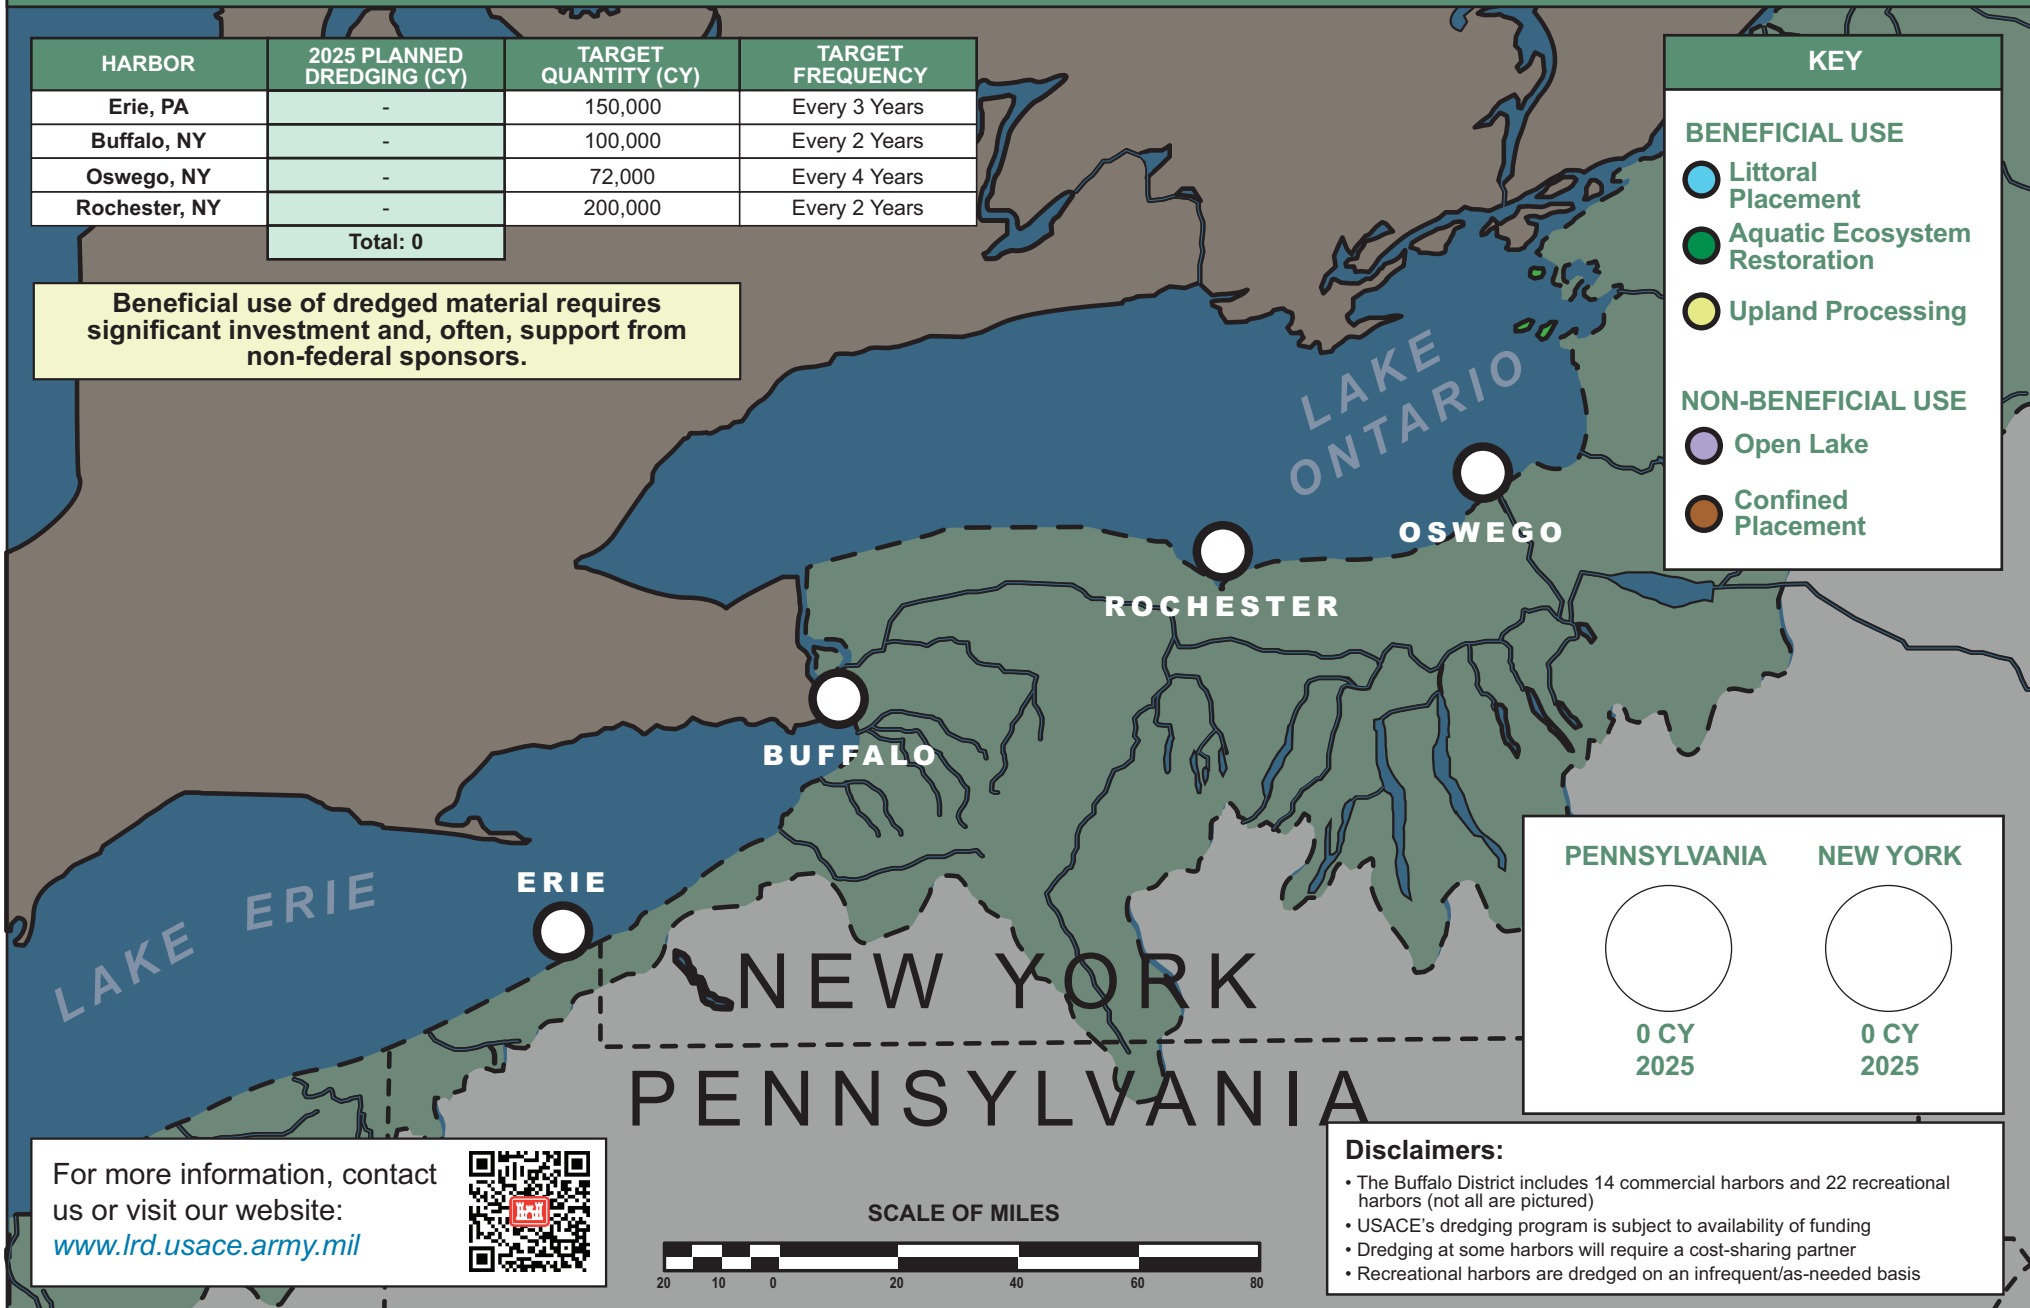 HARBOR
2025 PLANNED
DREDGING (CY)
TARGET
QUANTITY (CY)
TARGET
FREQUENCY
Erie, PA - 150,000 Every 3 Years
Buffalo, NY - 100,000 Every 2 Years
Oswego, NY - 72,000 Every 4 Years
Rochester, NY - 200,000 Every 2 Years
Total: 0
Beneficial use of dredged material requires
significant investment and, often, support from
non-federal sponsors.
KEY
BENEFICIAL USE
Littoral
Placement
Aquatic Ecosystem
Restoration
Upland Processing
NON-BENEFICIAL USE
Open Lake
Confined
Placement
LAKE
ONTARIO
OSWEGO
ROCHESTER
BUFFALO
ERIE
LAKE ERIE
NEW YORK
PENNSYLVANIA
PENNSYLVANIA
0 CY
2025
NEW YORK
0 CY
2025
For more information, contact
us or visit our website:
www.lrd.usace.army.mil
SCALE OF MILES
20 10 0 20 40 60 80
Disclaimers:
• The Buffalo District includes 14 commercial harbors and 22 recreational
harbors (not all are pictured)
• USACE's dredging program is subject to availability of funding
• Dredging at some harbors will require a cost-sharing partner
• Recreational harbors are dredged on an infrequent/as-needed basis